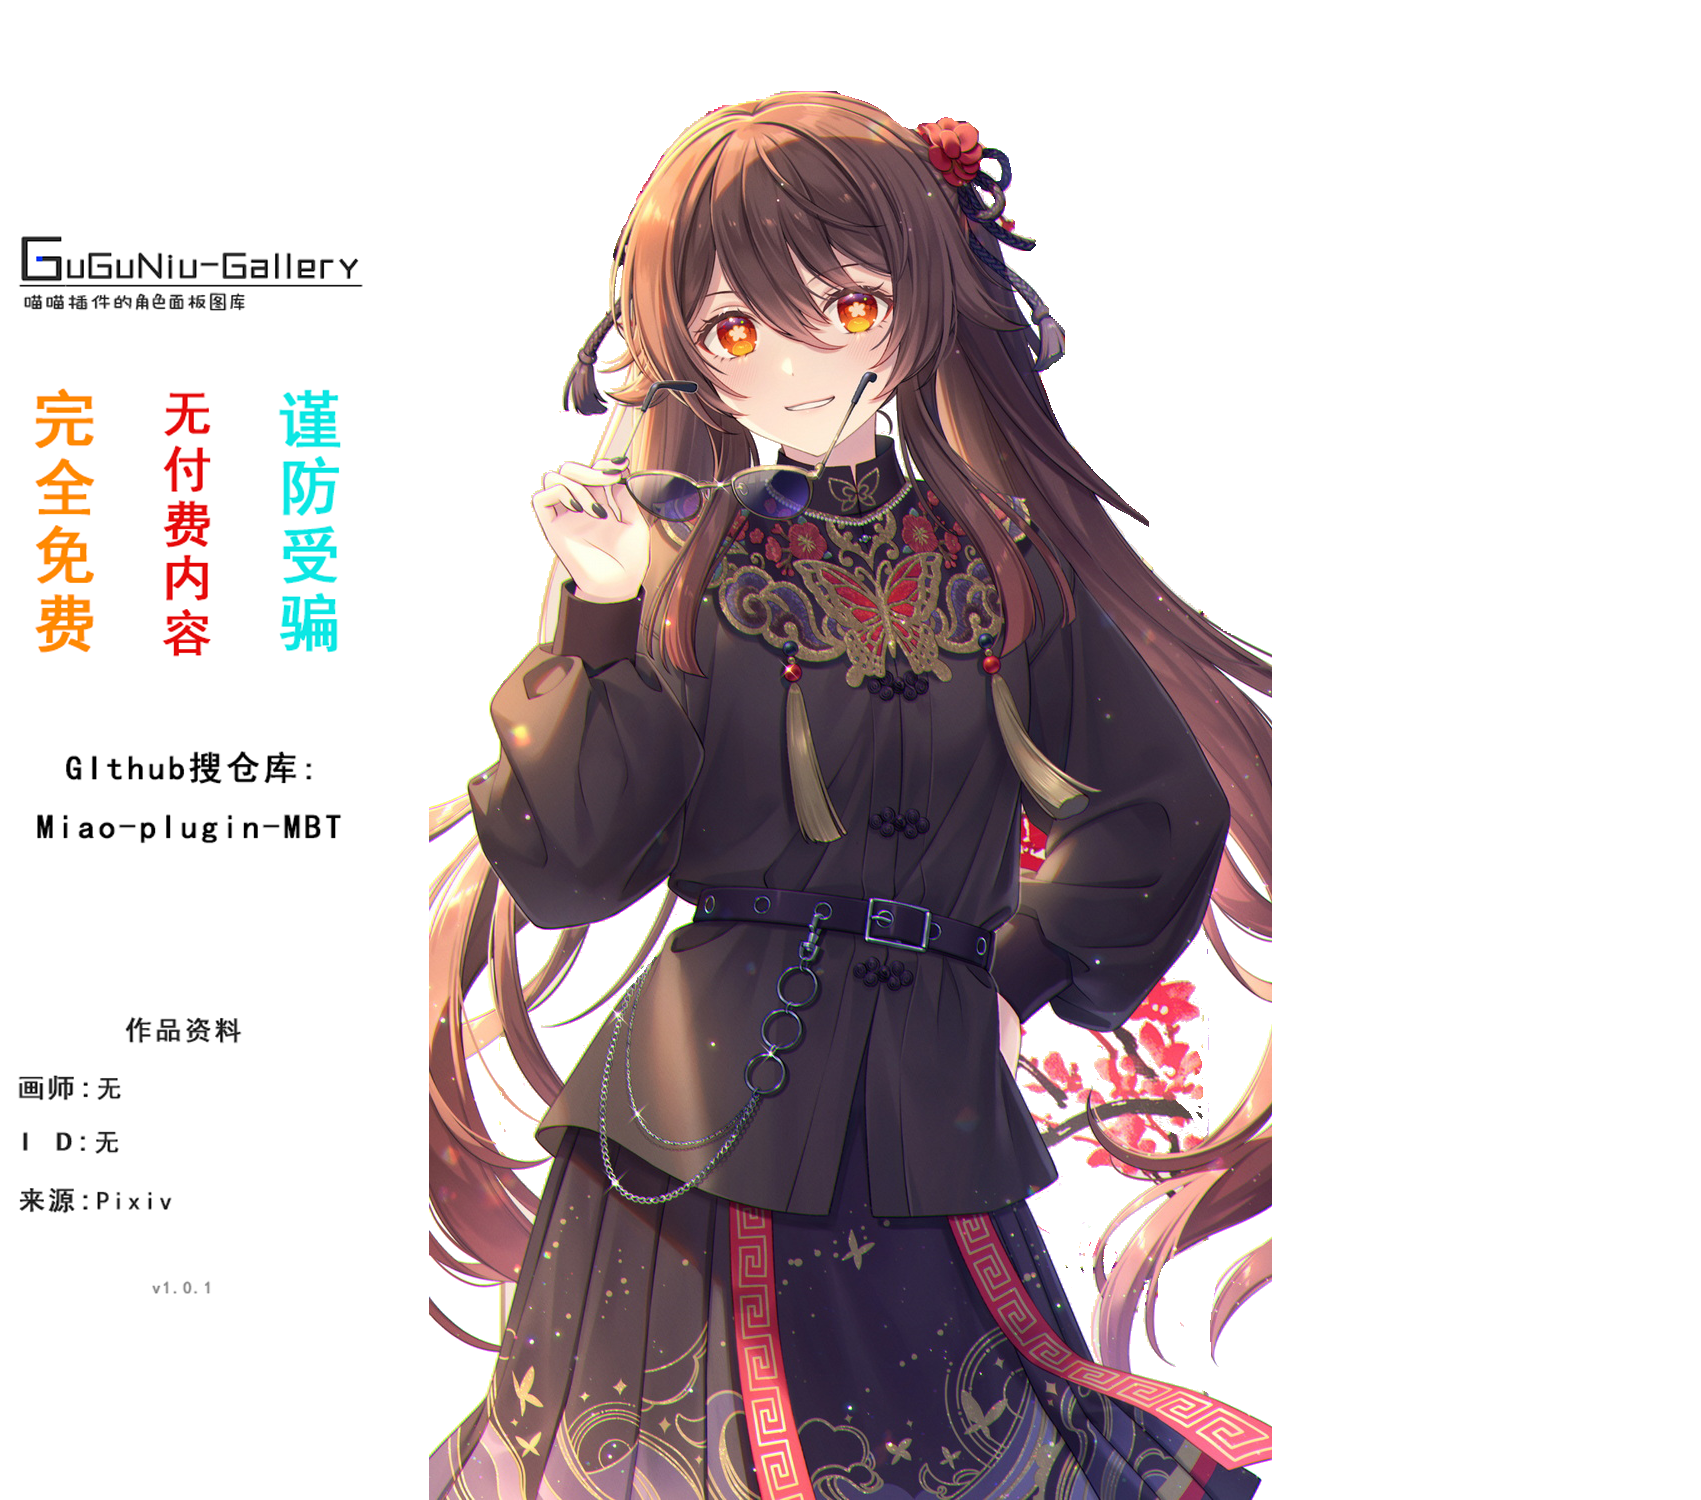 GuGuNiu-Gallery
喵喵插件的角色面板图库
完全免费
无付费内容
谨防受骗
GIthub搜仓库:
Miao-plugin-MBT
作品资料
画师:无
I D:无
来源:Pixiv
v1.0.1